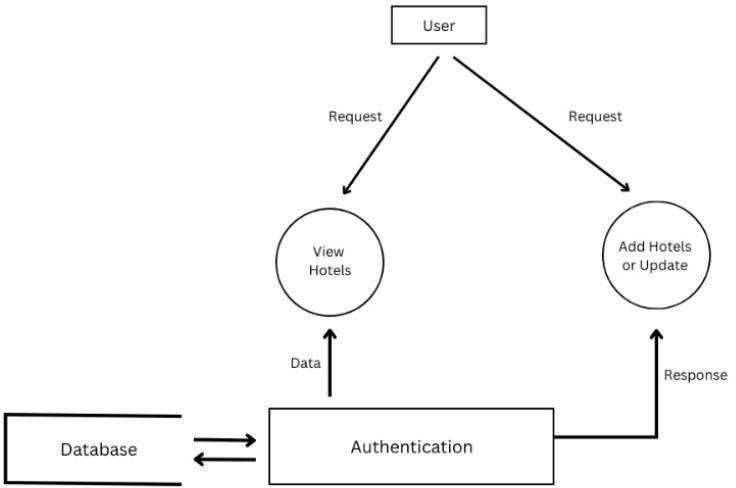 User
Request
Request
View
Hotels
Add Hotels
or Update
Data
Response
Database
Authentication